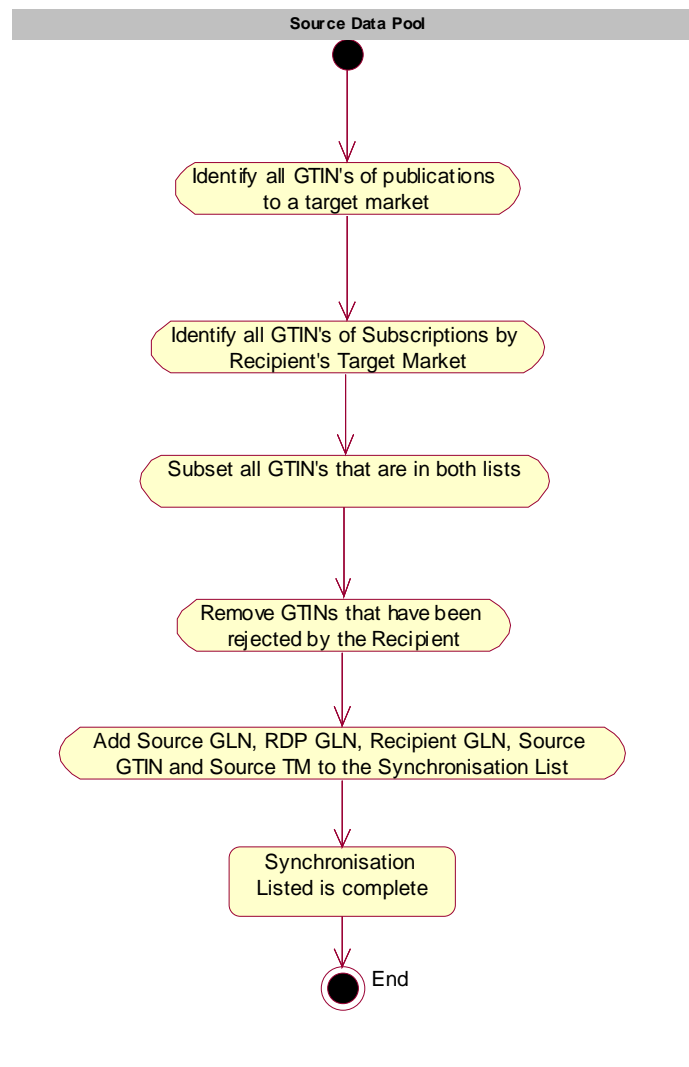 Source Data Pool
Identify all GTIN's of publications
to a target market
Identify all GTIN's of Subscriptions by
Recipient's Target Market
Subset all GTIN's that are in both lists
Remove GTINs that have been
rejected by the Recipient
Add Source GLN, RDP GLN, Recipient GLN, Source
GTIN and Source TM to the Synchronisation List
Synchronisation
Listed is complete
End